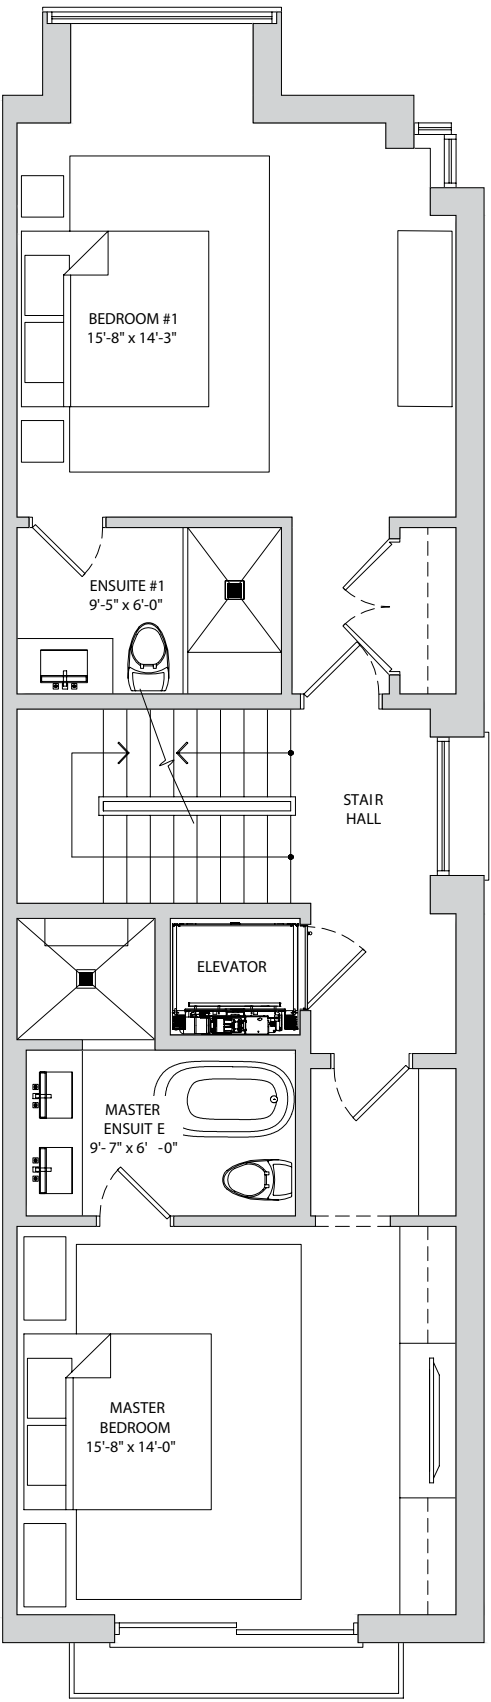 BEDROOM #1
15'-8" x 14'-3"
ENSUITE #1
9'-5" x 6'-0"
STAIR
HALL
ELEVATOR
MASTER
ENSUIT E
9'- 7" x 6' -0"
MASTER
BEDROOM
15'-8" x 14'-0"